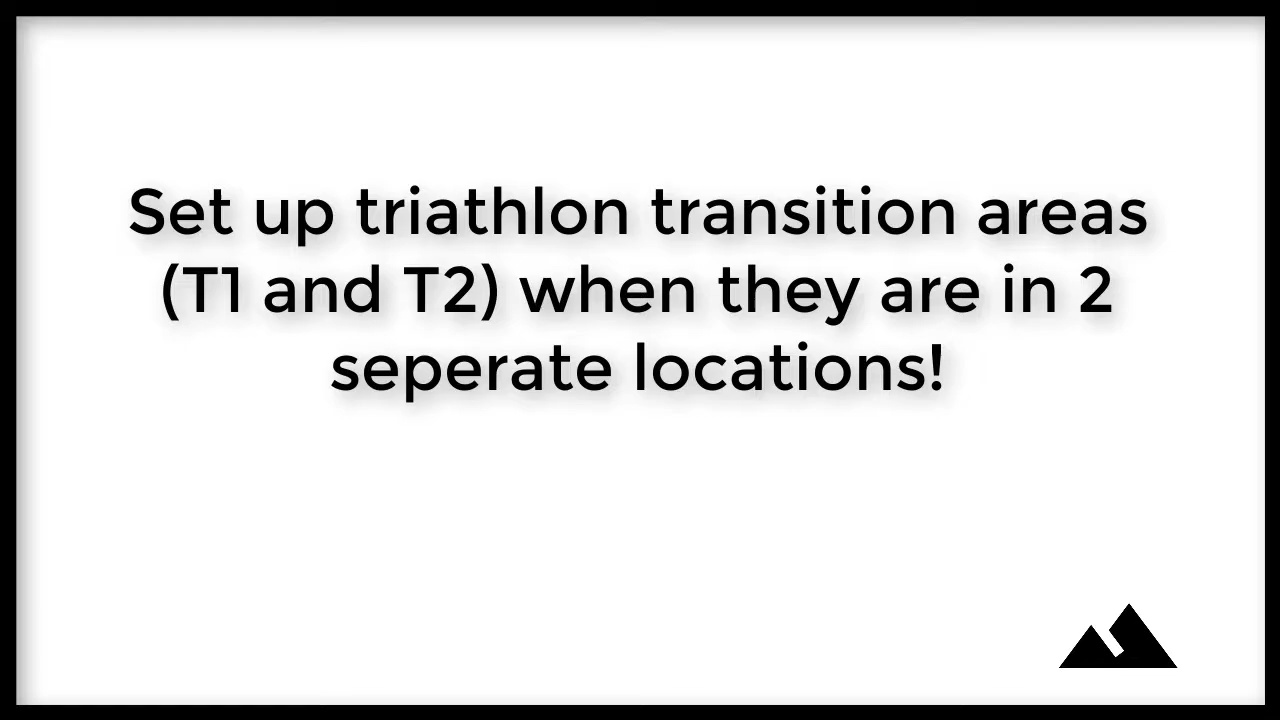 Set up triathlon transition areas
(T1 and T2) when they are in 2
seperate locations!